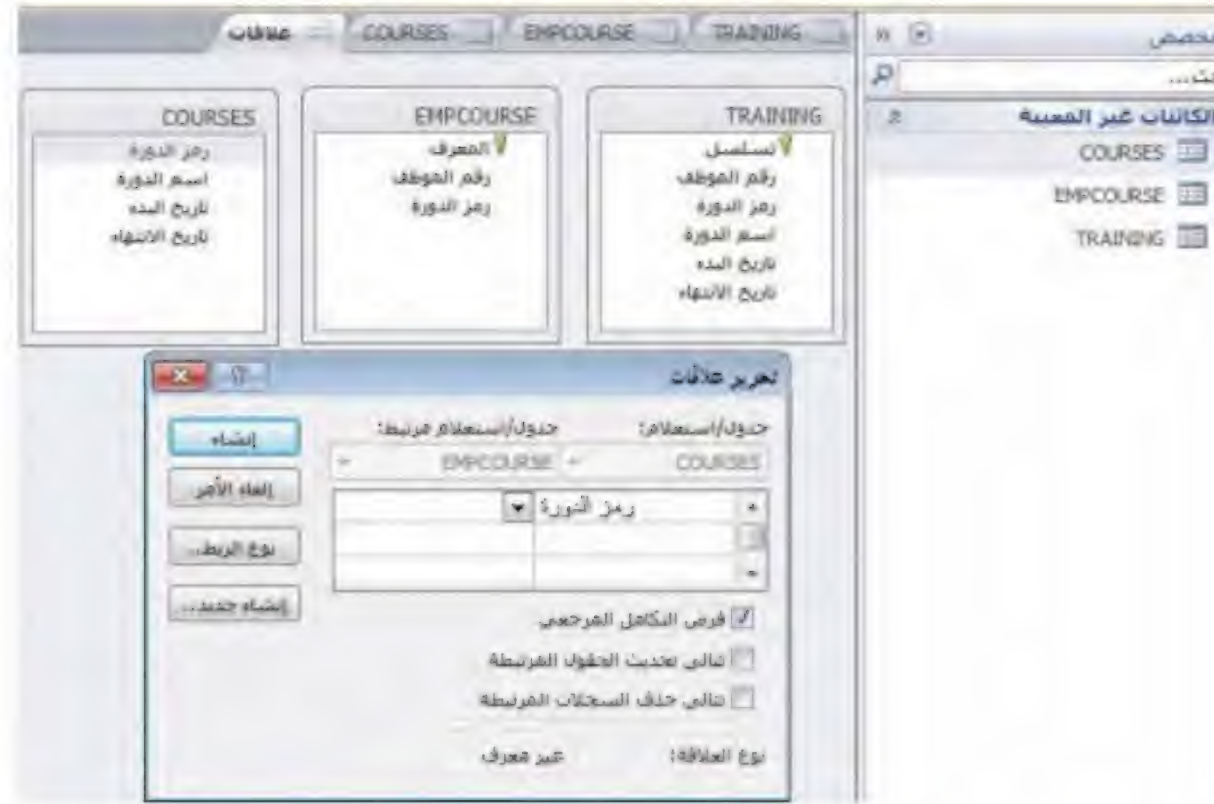 علاقات COURSES EMPCOURSE TRAINING
مخصص
الكائنات غير المعينة
COURSES
EMPCOURSE
TRAINING
TRAINING
تسلسل
رقم الموظف
رمز الدورة
اسم الدورة
تاريخ البدء
تاريخ الانتهاء
EMPCOURSE
المعرف
رقم الموظف
رمز الدورة
COURSES
رمز الدورة
اسم الدورة
تاريخ البدء
تاريخ الانتهاء
تحرير علاقات
جدول/استعلام: جدول/استعلام مرتبط:
COURSES EMPCOURSE
رمز الدورة
فرض التكامل المرجعي
تتالي تحديث الحقول المرتبطة
تتالي حذف السجلات المرتبطة
نوع العلاقة: غير معرف
إنشاء
إلغاء الأمر
نوع الربط...
إنشاء جديد...